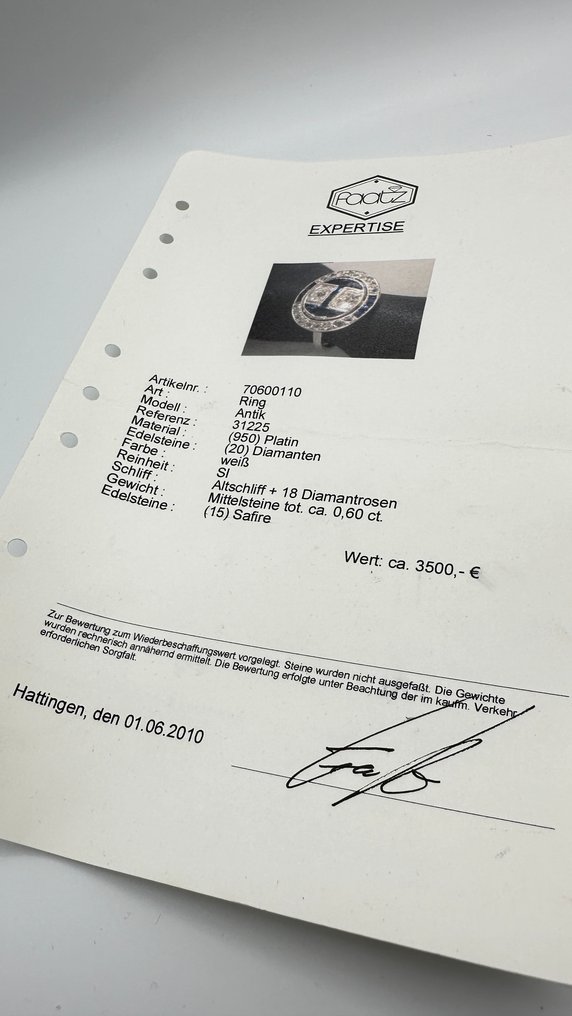 Faatz
EXPERTISE
Artikelnr. : 70600110
Art : Ring
Modell : Antik
Referenz : 31225
Material : (950) Platin
Edelsteine : (20) Diamanten
Farbe : weiß
Reinheit : SI
Schliff : Altschliff + 18 Diamantrosen
Gewicht : Mittelsteine tot. ca. 0,60 ct.
Edelsteine : (15) Safire
Wert: ca. 3500,- €
Zur Bewertung zum Wiederbeschaffungswert vorgelegt. Steine wurden nicht ausgefaßt. Die Gewichte
wurden rechnerisch annähernd ermittelt. Die Bewertung erfolgte unter Beachtung der im kaufm. Verkehr
erforderlichen Sorgfalt.
Hattingen, den 01.06.2010